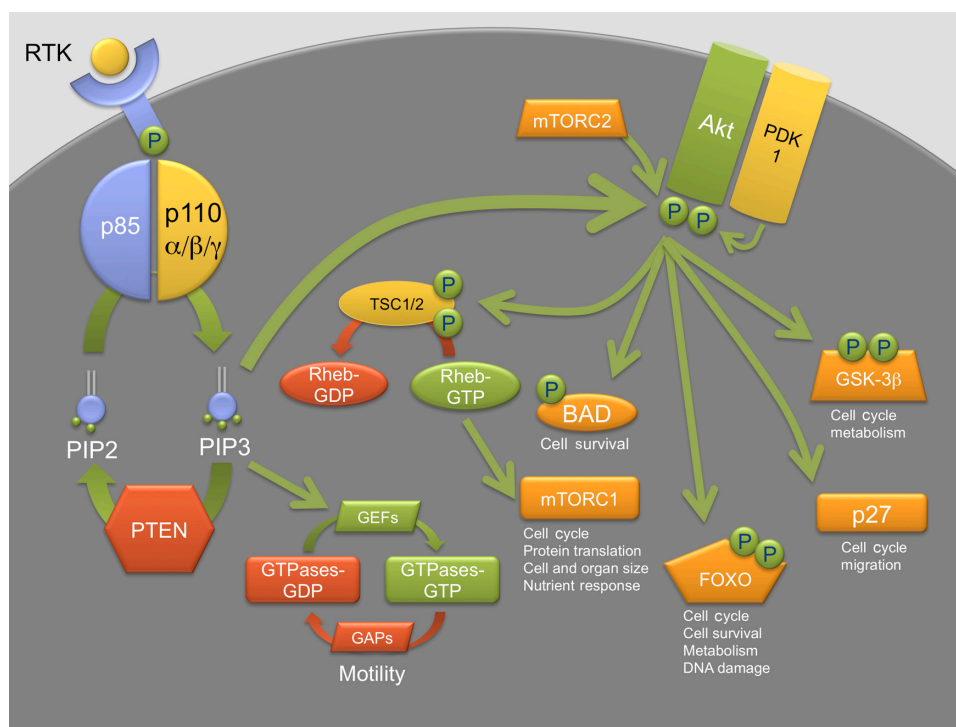 RTK
P
p85
p110
α/β/γ
PIP2
PIP3
PTEN
mTORC2
Akt
PDK
1
P
P
TSC1/2
P
P
Rheb-
GDP
Rheb-
GTP
P
BAD
Cell survival
P
P
GSK-3β
Cell cycle
metabolism
mTORC1
Cell cycle
Protein translation
Cell and organ size
Nutrient response
p27
Cell cycle
migration
P
P
FOXO
Cell cycle
Cell survival
Metabolism
DNA damage
GEFs
GTPases-
GDP
GTPases-
GTP
GAPs
Motility